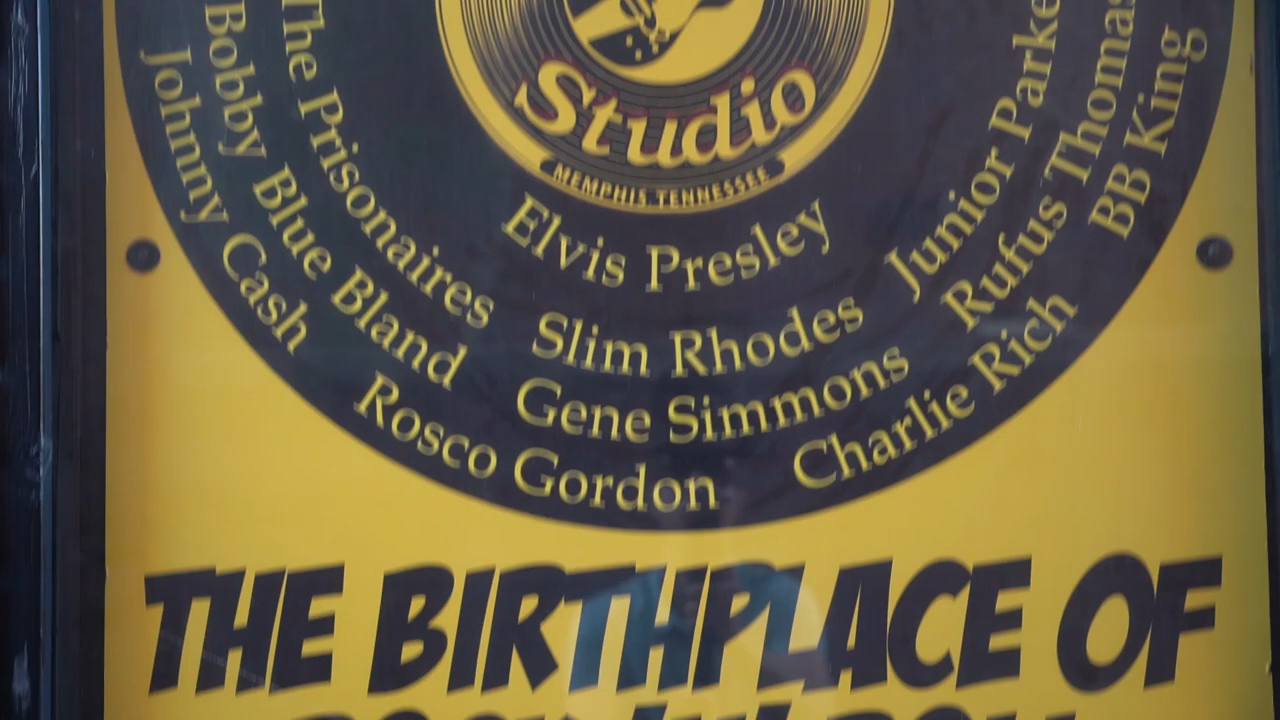 Studio
MEMPHIS, TENNESSEE
Elvis Presley
The Prisonaires
Slim Rhodes
Junior Parke
Bobby Blue Bland
Gene Simmons
Rufus Thomas
Johnny Cash
Rosco Gordon
Charlie Rich
BB King
THE BIRTHPLACE OF